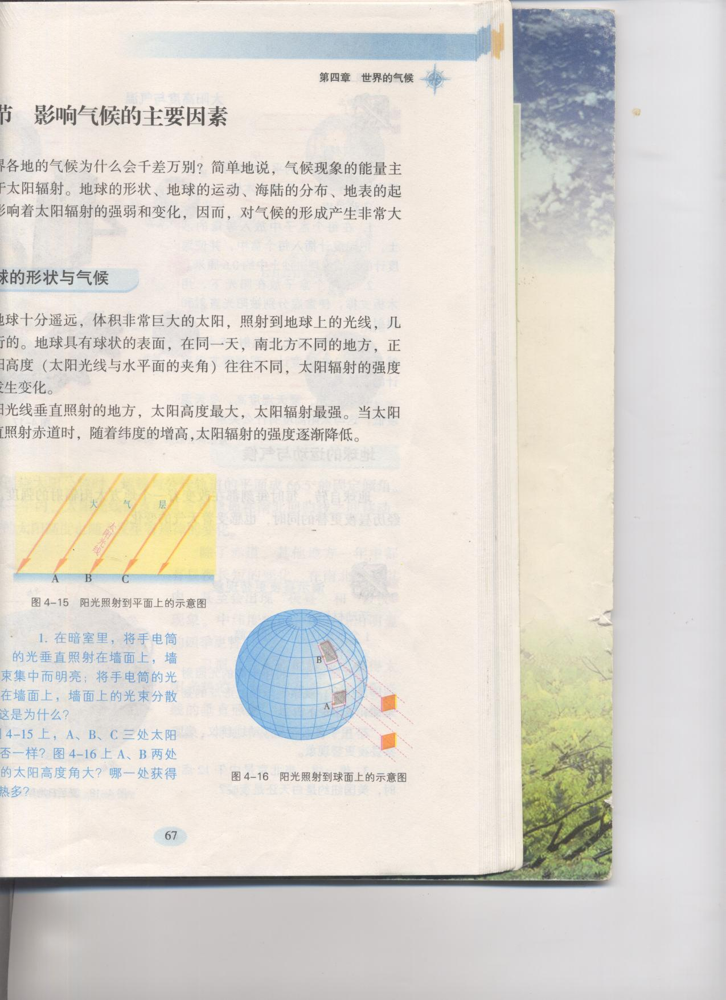 第四章 世界的气候
节 影响气候的主要因素
各地的气候为什么会千差万别？简单地说，气候现象的能量主
太阳辐射。地球的形状、地球的运动、海陆的分布、地表的起
影响着太阳辐射的强弱和变化，因而，对气候的形成产生非常大
球的形状与气候
地球十分遥远，体积非常巨大的太阳，照射到地球上的光线，几
行的。地球具有球状的表面，在同一天，南北方不同的地方，正
阳高度（太阳光线与水平面的夹角）往往不同，太阳辐射的强度
发生变化。
阳光线垂直照射的地方，太阳高度最大，太阳辐射最强。当太阳
直照射赤道时，随着纬度的增高，太阳辐射的强度逐渐降低。
大 气 层
太阳光线
A B C
图4-15 阳光照射到平面上的示意图
1. 在暗室里，将手电筒
的光垂直照射在墙面上，墙
束集中而明亮；将手电筒的光
在墙面上，墙面上的光束分散
这是为什么？
4-15 上，A、B、C 三处太阳
否一样？图 4-16 上 A、B 两处
的太阳高度角大？哪一处获得
热多？
B
A
图4-16 阳光照射到球面上的示意图
67